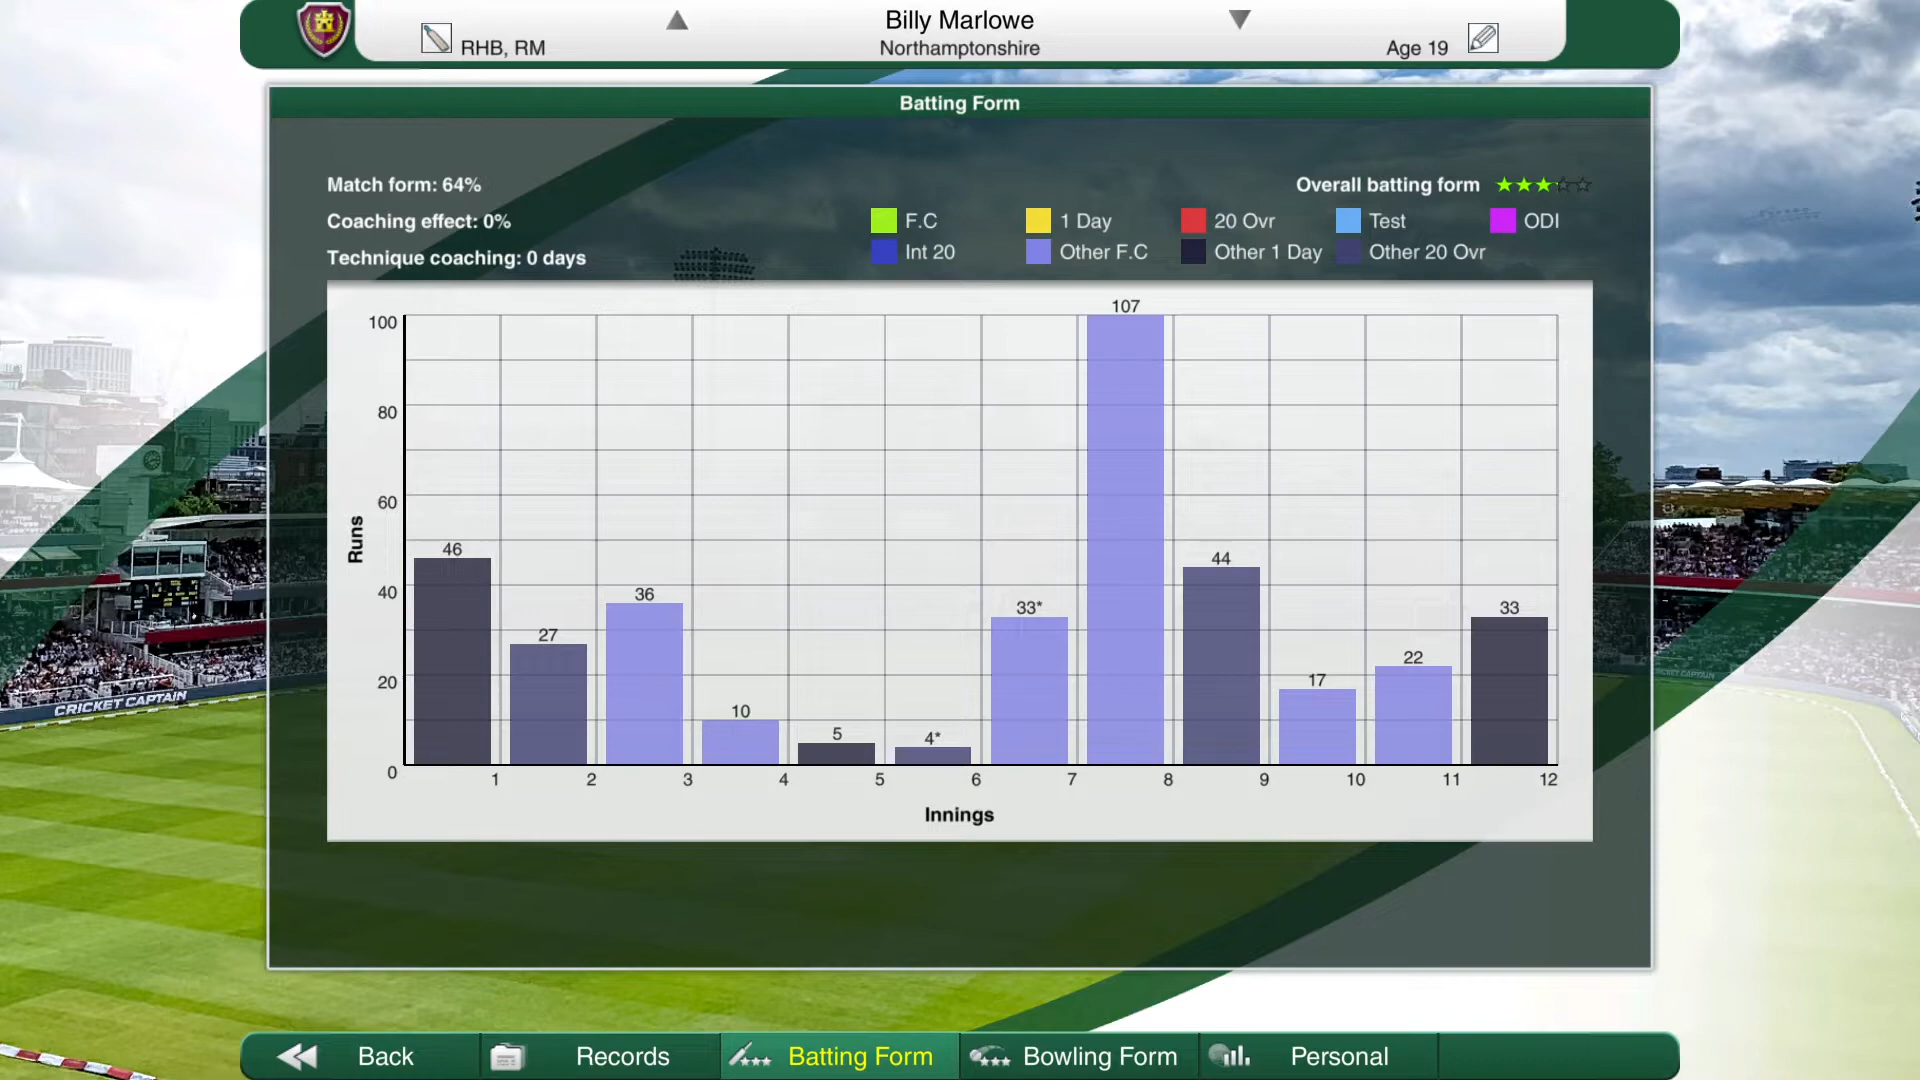 Billy Marlowe
RHB, RM
Northamptonshire
Age 19
Batting Form
Match form: 64%
Overall batting form
Coaching effect: 0%
F.C
1 Day
20 Ovr
Test
ODI
Technique coaching: 0 days
Int 20
Other F.C
Other 1 Day
Other 20 Ovr
107
100
80
60
46
44
40
36
33*
33
27
22
20
17
10
5
4*
0
1 2 3 4 5 6 7 8 9 10 11 12
Runs
Innings
CRICKET CAPTAIN
CRICKET CAPTAIN
Back
Records
Batting Form
Bowling Form
Personal